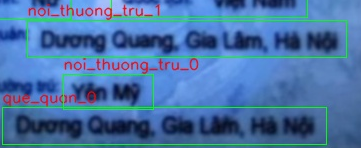 Việt Nam
noi_thuong_tru_1
quán:
Dương Quang, Gia Lâm, Hà Nội
noi_thuong_tru_0
Yên Mỹ
que_quan_0
Dương Quang, Gia Lâm, Hà Nội